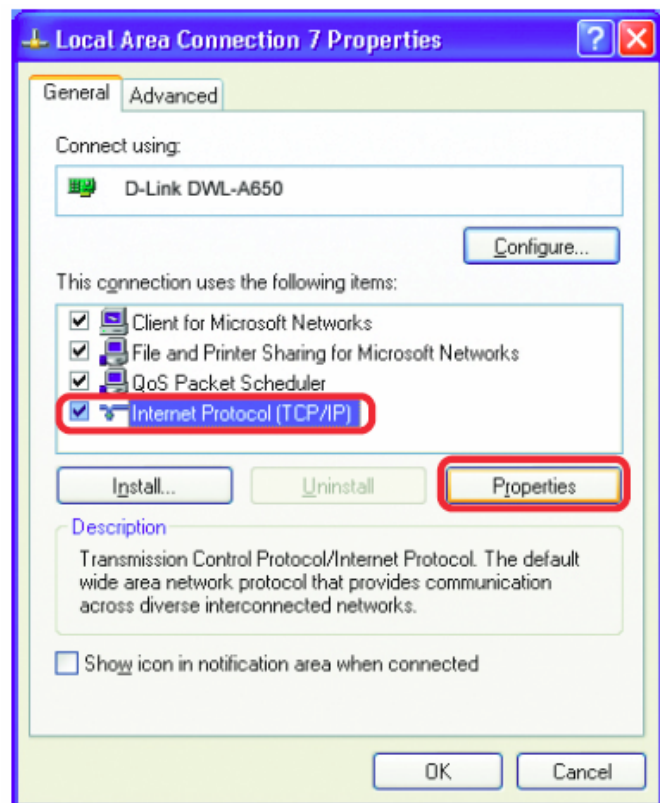 Local Area Connection 7 Properties
General Advanced
Connect using:
D-Link DWL-A650
Configure...
This connection uses the following items:
Client for Microsoft Networks
File and Printer Sharing for Microsoft Networks
QoS Packet Scheduler
Internet Protocol (TCP/IP)
Install... Uninstall Properties
Description
Transmission Control Protocol/Internet Protocol. The default
wide area network protocol that provides communication
across diverse interconnected networks.
Show icon in notification area when connected
OK Cancel